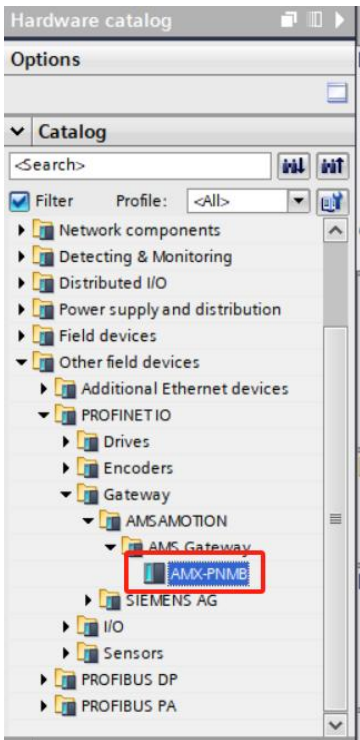 Hardware catalog
Options
Catalog
<Search>
Filter Profile: <All>
Network components
Detecting & Monitoring
Distributed I/O
Power supply and distribution
Field devices
Other field devices
Additional Ethernet devices
PROFINET IO
Drives
Encoders
Gateway
AMSAMOTION
AMS Gateway
AMX-PNMB
SIEMENS AG
I/O
Sensors
PROFIBUS DP
PROFIBUS PA